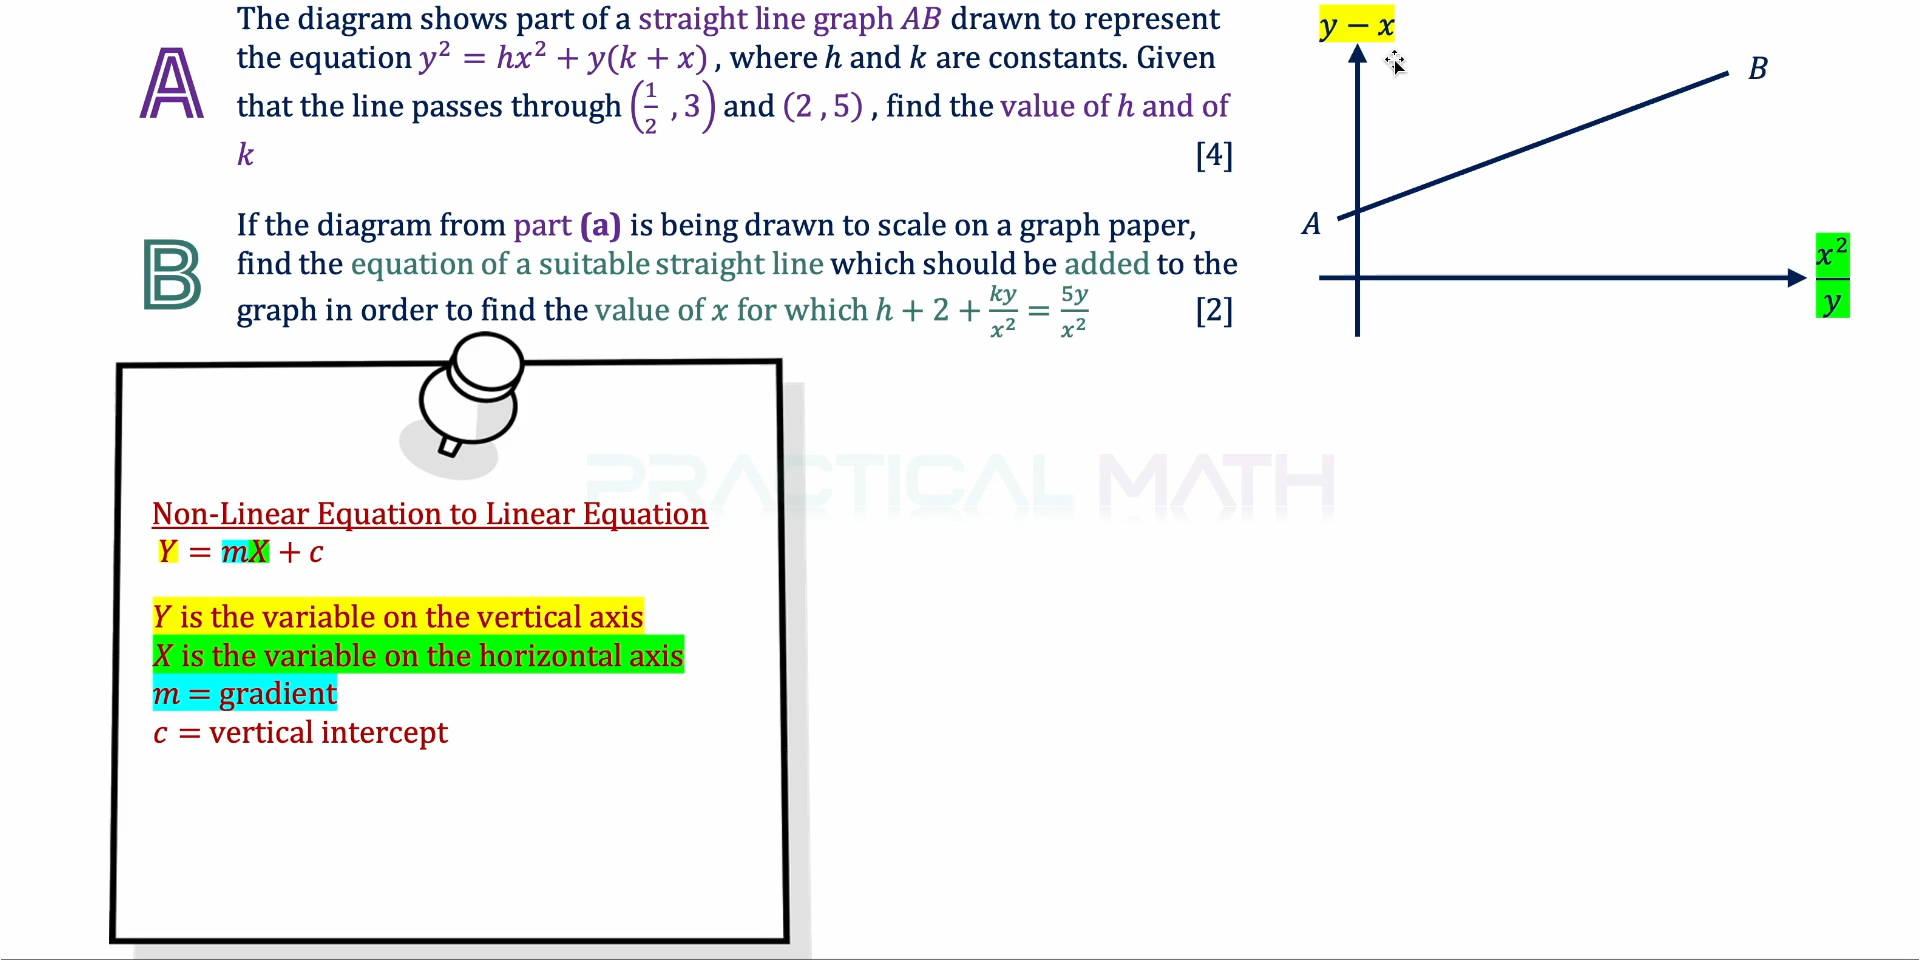 A
The diagram shows part of a straight line graph AB drawn to represent
the equation y² = hx² + y(k + x) , where h and k are constants. Given
that the line passes through (1/2 , 3) and (2 , 5) , find the value of h and of
k [4]
B
If the diagram from part (a) is being drawn to scale on a graph paper,
find the equation of a suitable straight line which should be added to the
graph in order to find the value of x for which h + 2 + ky/x² = 5y/x² [2]
y − x
B
A
x²/y
PRACTICAL MATH
Non-Linear Equation to Linear Equation
Y = mX + c
Y is the variable on the vertical axis
X is the variable on the horizontal axis
m = gradient
c = vertical intercept